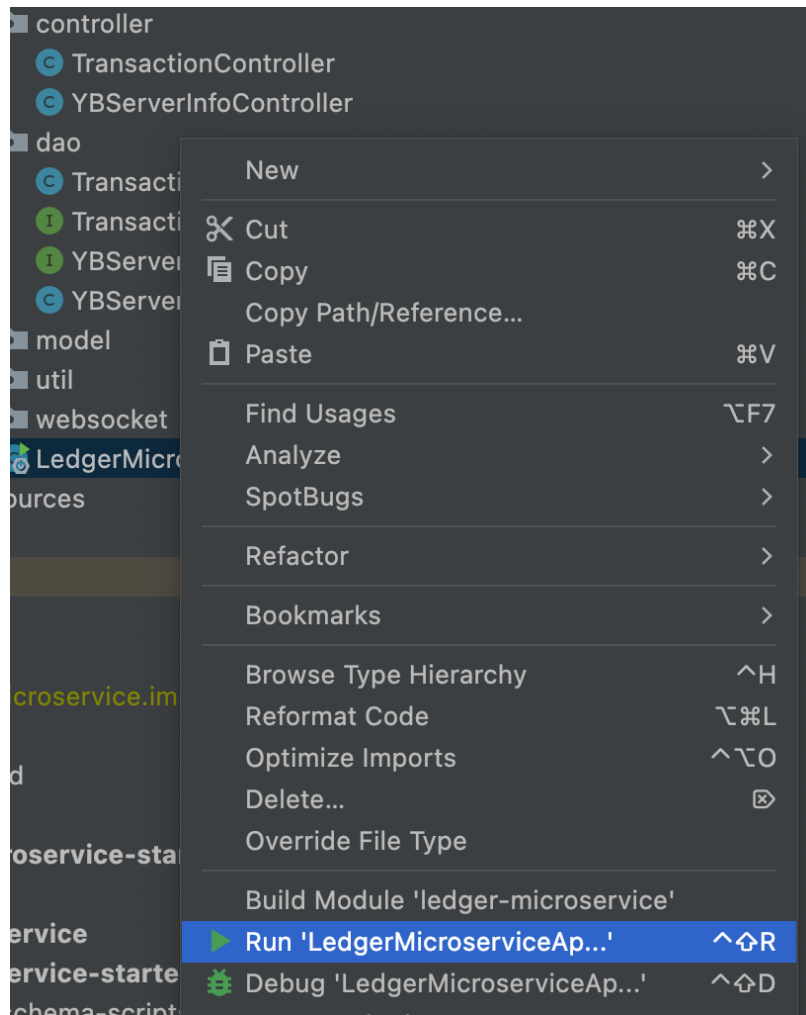 controller
C TransactionController
C YBServerInfoController
dao
C Transacti
I Transacti
I YBServer
C YBServer
model
util
websocket
LedgerMicro
ources
icroservice.im
d
roservice-sta
ervice
ervice-starte
chema-script
New >
Cut ⌘X
Copy ⌘C
Copy Path/Reference...
Paste ⌘V
Find Usages ⌥F7
Analyze >
SpotBugs >
Refactor >
Bookmarks >
Browse Type Hierarchy ^H
Reformat Code ⌥⌘L
Optimize Imports ^⌥O
Delete... ⌦
Override File Type
Build Module 'ledger-microservice'
Run 'LedgerMicroserviceAp...' ^⇧R
Debug 'LedgerMicroserviceAp...' ^⇧D